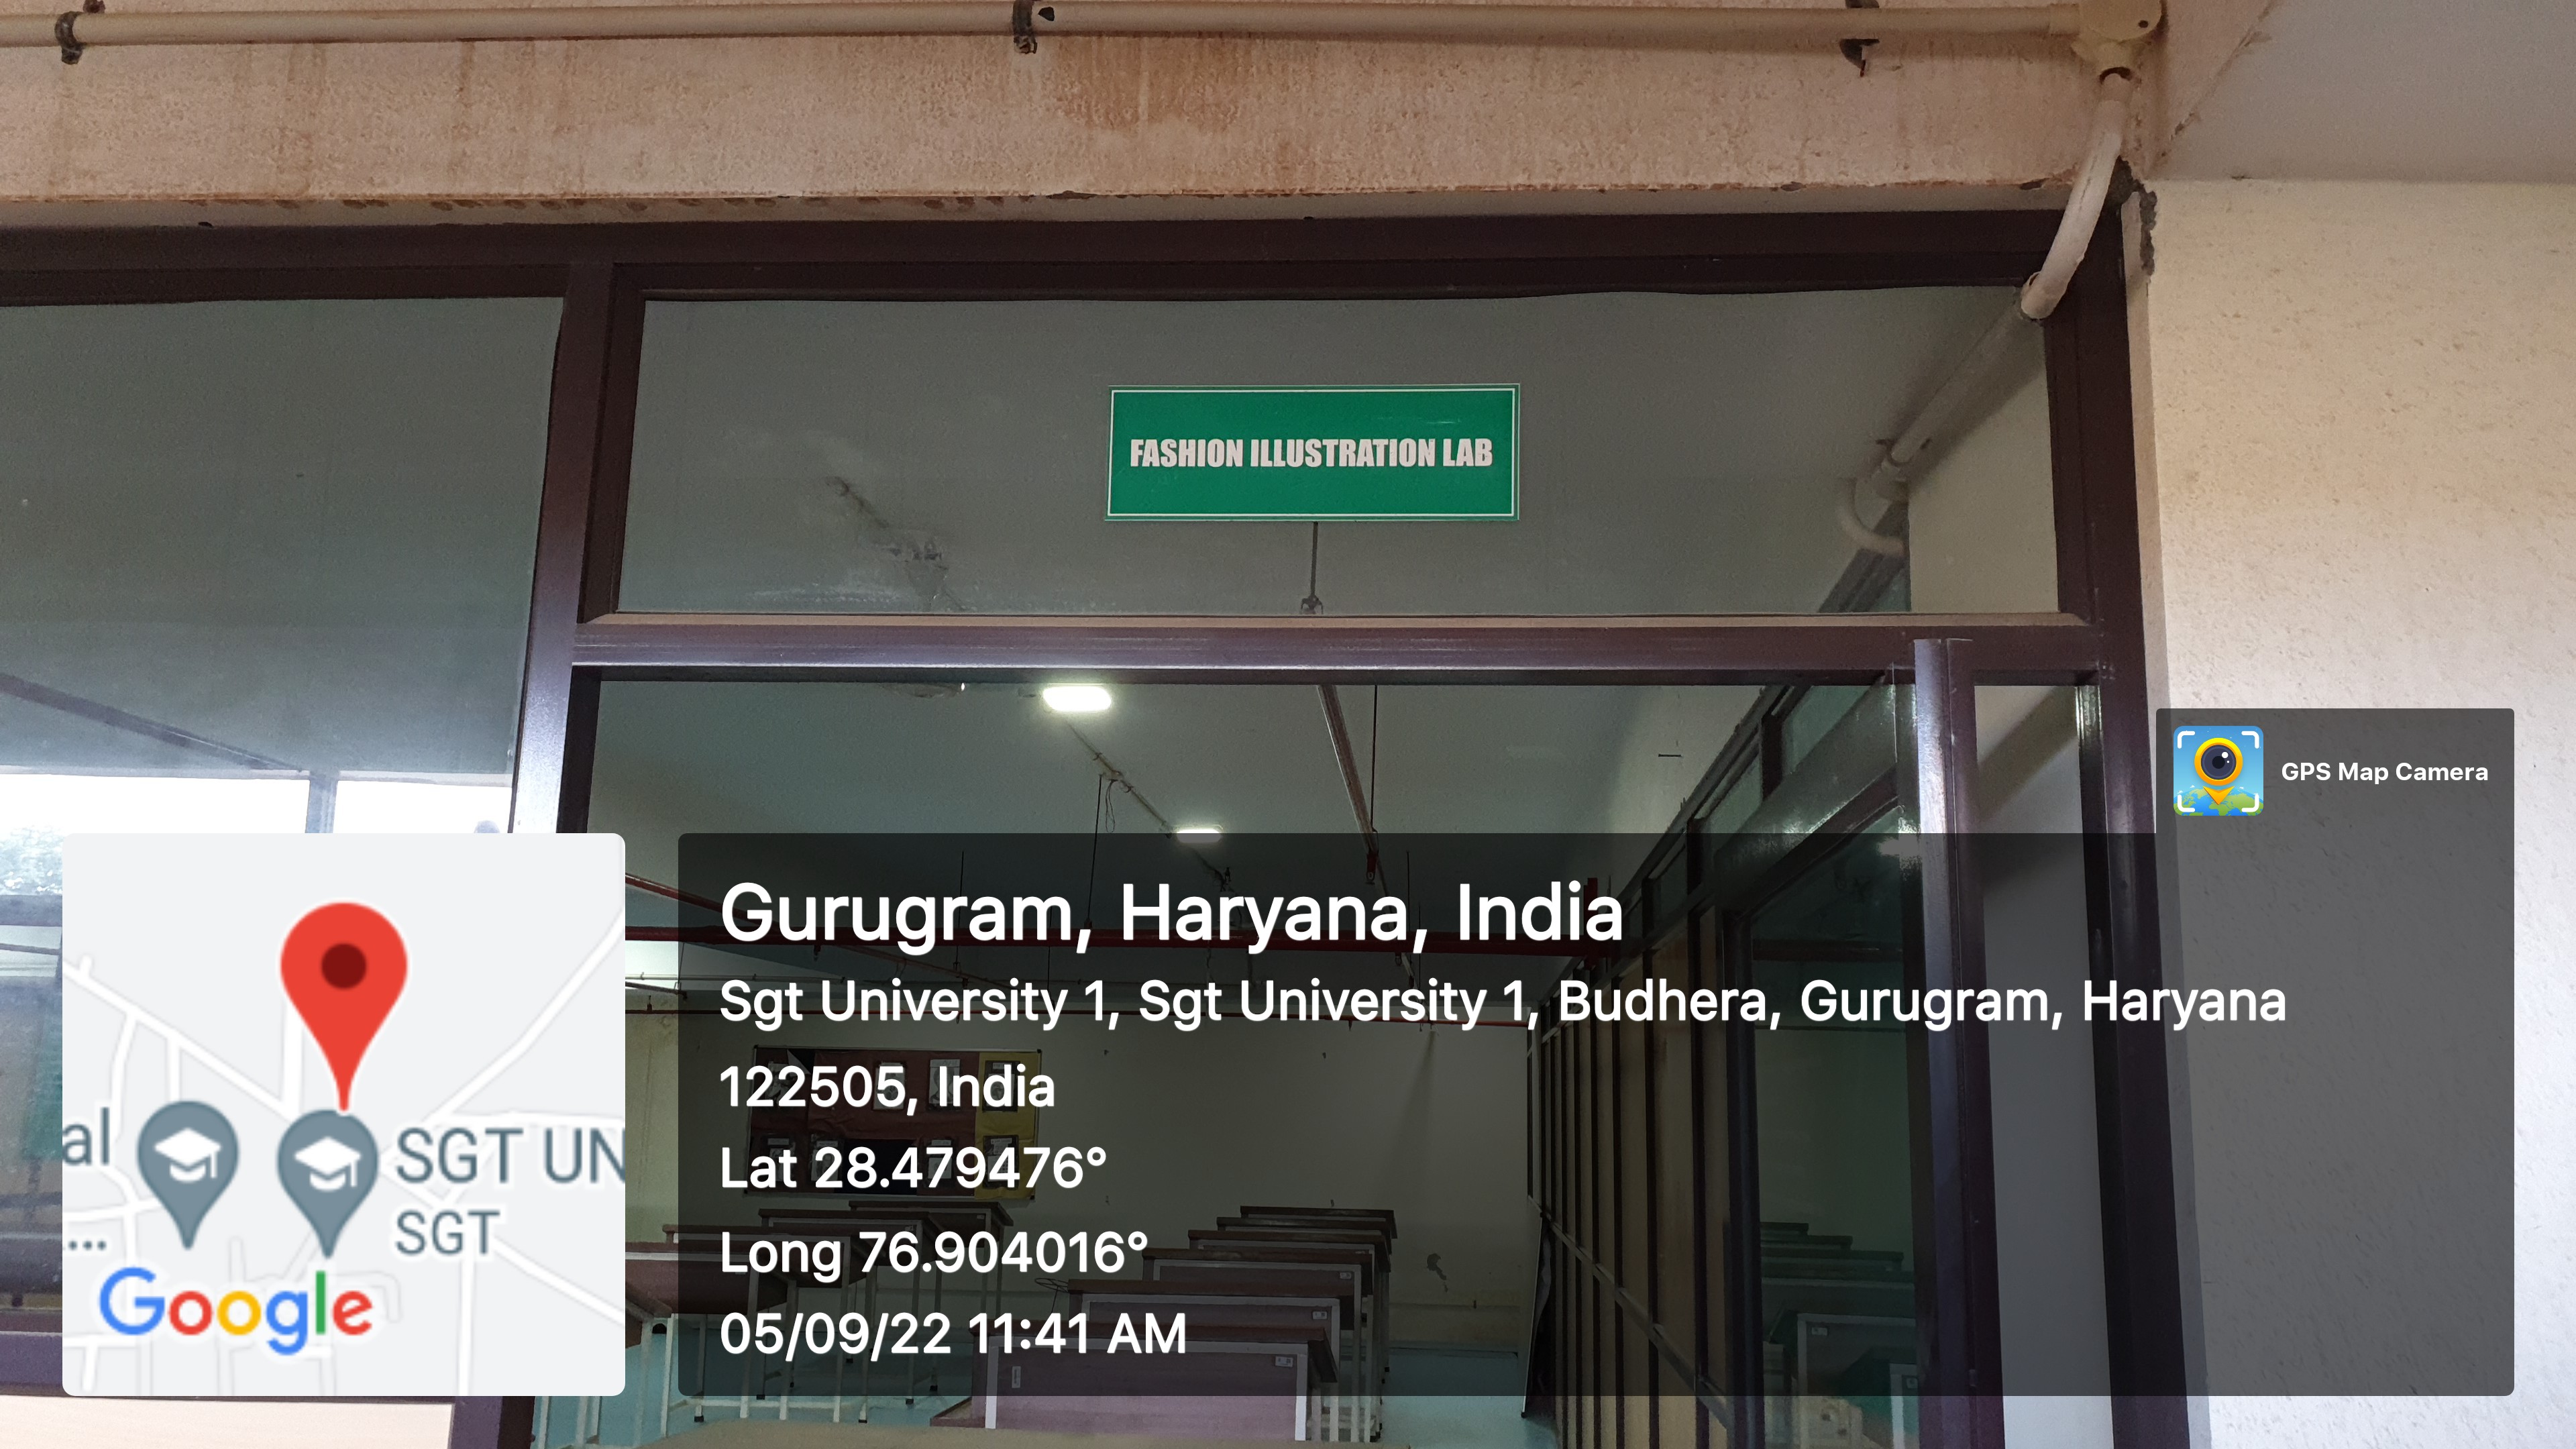 FASHION ILLUSTRATION LAB
GPS Map Camera
Gurugram, Haryana, India
Sgt University 1, Sgt University 1, Budhera, Gurugram, Haryana
122505, India
Lat 28.479476°
Long 76.904016°
05/09/22 11:41 AM
al
...
SGT UN
SGT
Google